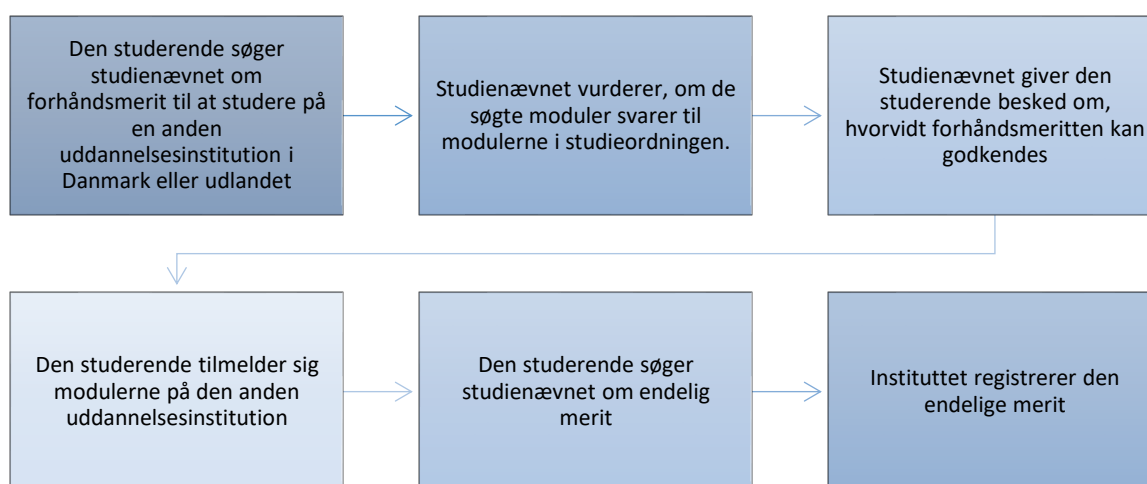 Den studerende søger
studienævnet om
forhåndsmerit til at studere på
en anden
uddannelsesinstitution i
Danmark eller udlandet
Studienævnet vurderer, om de
søgte moduler svarer til
modulerne i studieordningen.
Studienævnet giver den
studerende besked om,
hvorvidt forhåndsmeritten kan
godkendes
Den studerende tilmelder sig
modulerne på den anden
uddannelsesinstitution
Den studerende søger
studienævnet om endelig
merit
Instituttet registrerer den
endelige merit